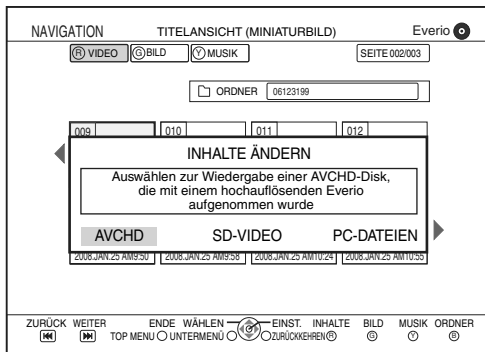 NAVIGATION TITELANSICHT (MINIATURBILD) Everio
R VIDEO G BILD Y MUSIK SEITE 002/003
ORDNER 06123199
009 010 011 012
INHALTE ÄNDERN
Auswählen zur Wiedergabe einer AVCHD-Disk,
die mit einem hochauflösenden Everio
aufgenommen wurde
AVCHD SD-VIDEO PC-DATEIEN
2008.JAN.25 AM9:50 2008.JAN.25 AM9:58 2008.JAN.25 AM10:24 2008.JAN.25 AM10:55
ZURÜCK WEITER ENDE WÄHLEN EINST. INHALTE BILD MUSIK ORDNER
TOP MENU UNTERMENÜ ZURÜCKKEHREN R G Y B